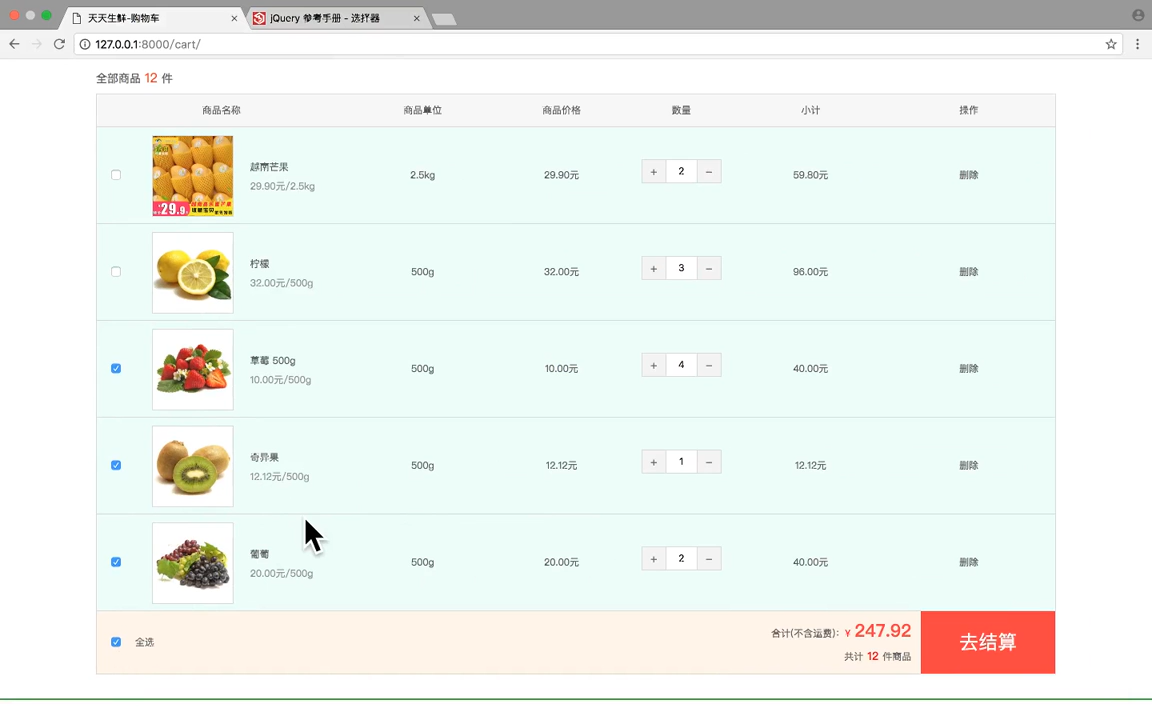 天天生鲜-购物车
jQuery 参考手册 - 选择器
127.0.0.1:8000/cart/
全部商品 12 件
商品名称 商品单位 商品价格 数量 小计 操作
越南芒果
29.90元/2.5kg
2.5kg 29.90元 + 2 − 59.80元 删除
29.9
柠檬
32.00元/500g
500g 32.00元 + 3 − 96.00元 删除
草莓 500g
10.00元/500g
500g 10.00元 + 4 − 40.00元 删除
奇异果
12.12元/500g
500g 12.12元 + 1 − 12.12元 删除
葡萄
20.00元/500g
500g 20.00元 + 2 − 40.00元 删除
全选
合计(不含运费): ¥ 247.92
共计 12 件商品
去结算